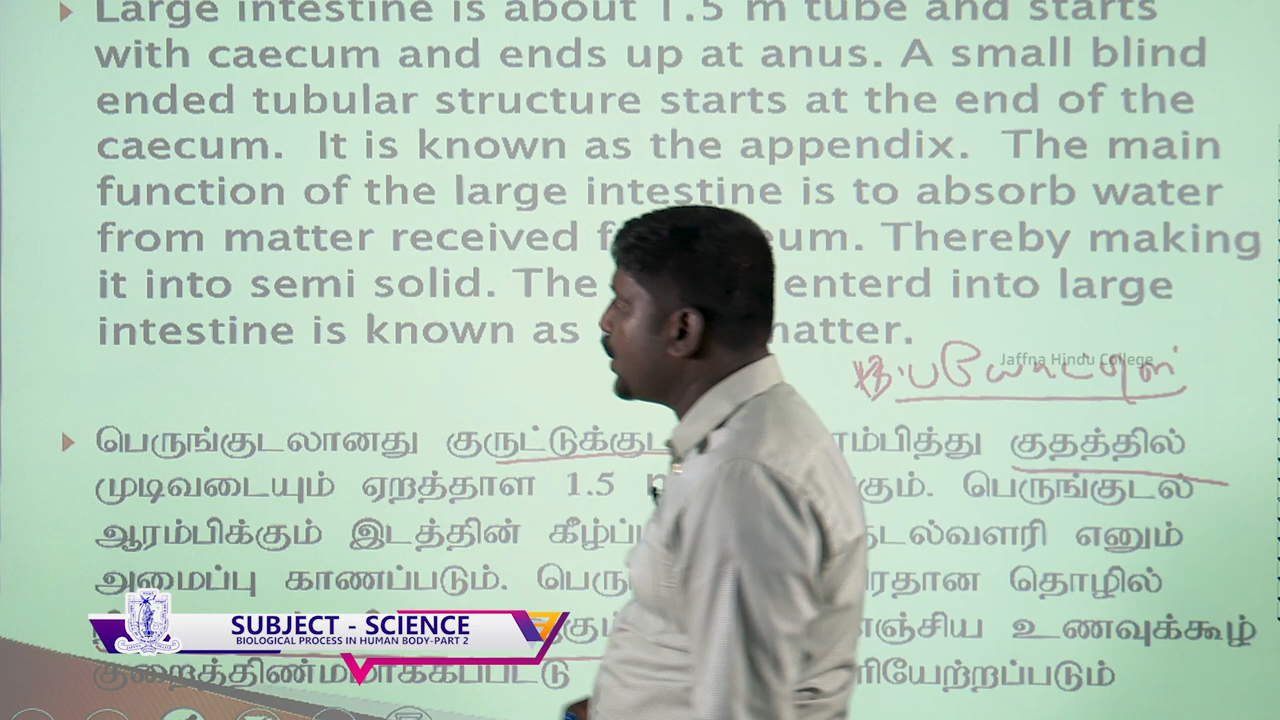 Large intestine is about 1.5 m tube and starts
with caecum and ends up at anus. A small blind
ended tubular structure starts at the end of the
caecum. It is known as the appendix. The main
function of the large intestine is to absorb water
from matter received eum. Thereby making
it into semi solid. The enterd into large
intestine is known as matter.
Jaffna Hindu College
பெருங்குடலானது ம்பித்து குதத்தில்
முடிவடையும் ஏறத்தாள 1.5 கும். பெருங்குடல்
ஆரம்பிக்கும் இடத்தின் டல்வளரி எனும்
அமைப்பு காணப்படும். தான தொழில்
ஞ்சிய உணவுக்கூழ்
குறைத்திண்மமாக்கப்பட்டு ியேற்றப்படும்
SUBJECT - SCIENCE
BIOLOGICAL PROCESS IN HUMAN BODY-PART 2